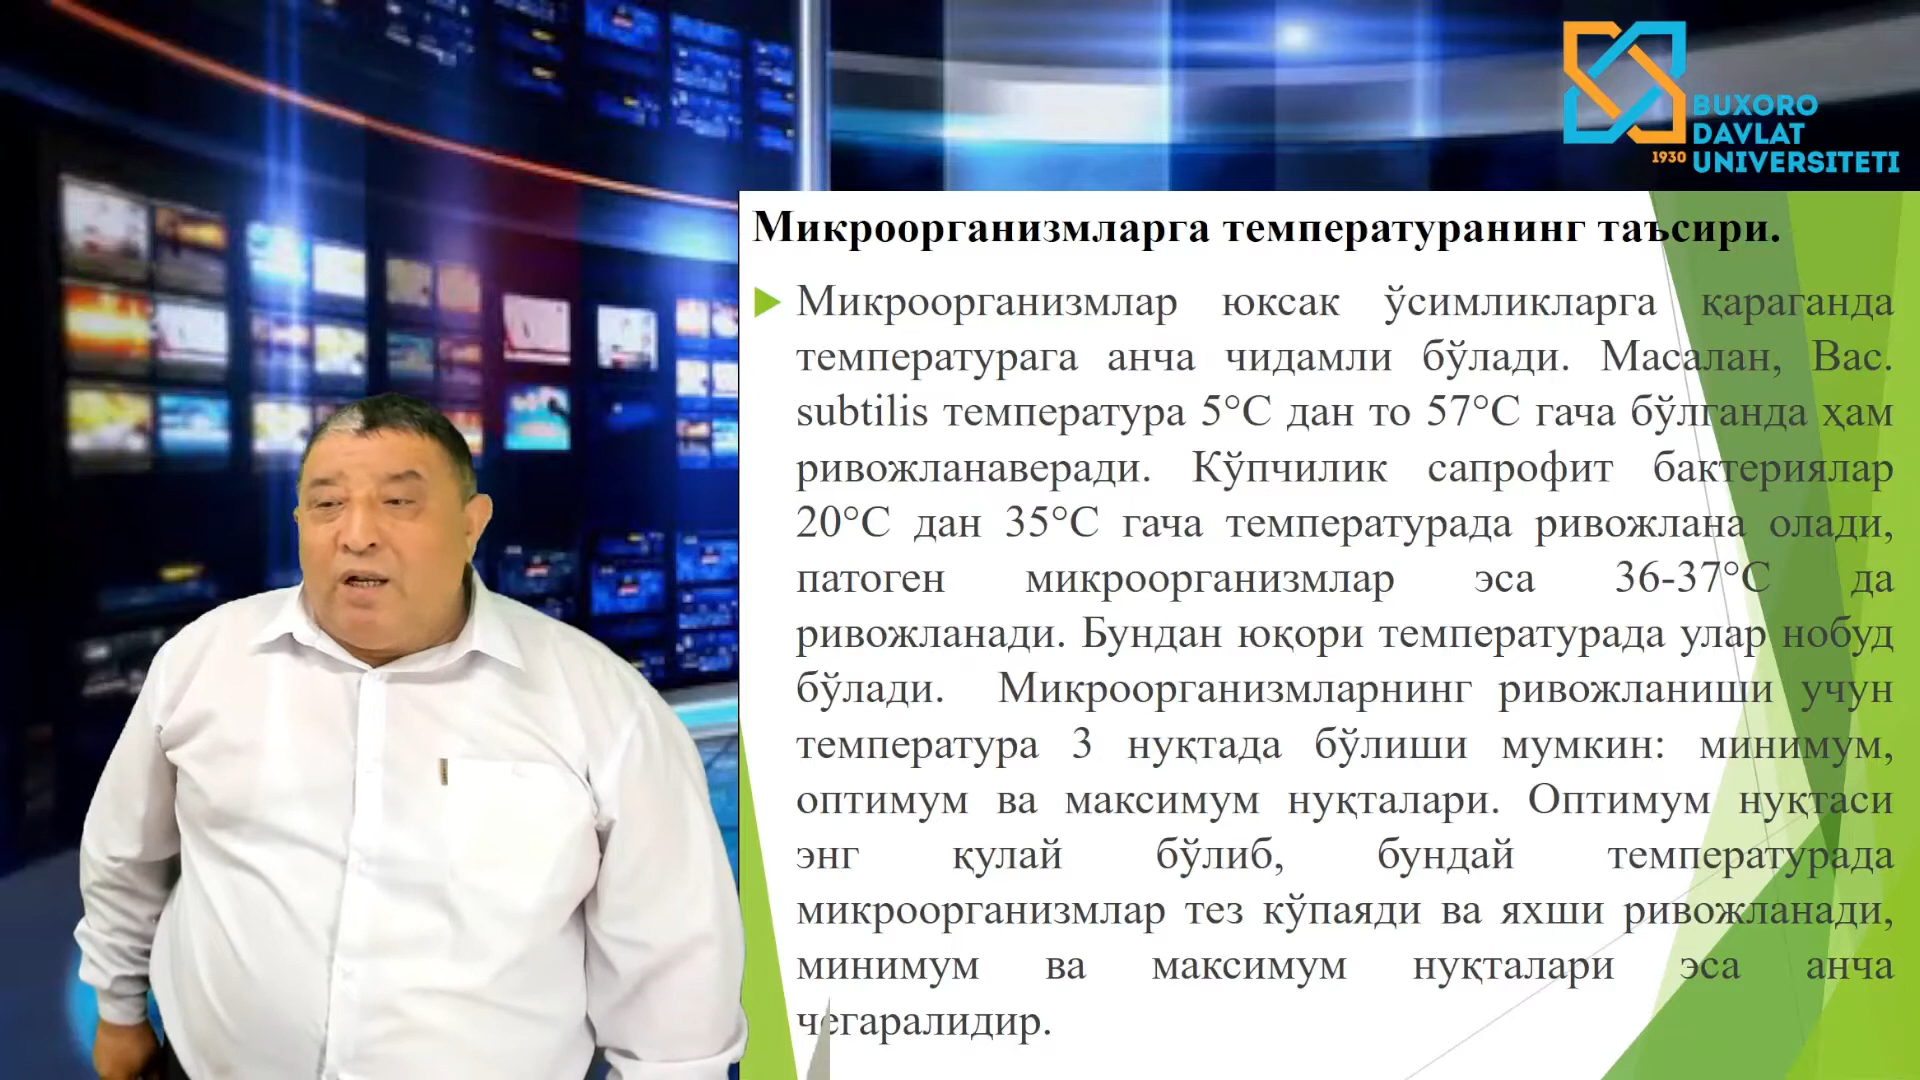 BUXORO
DAVLAT
1930 UNIVERSITETI
Микроорганизмларга температуранинг таъсири.
Микроорганизмлар юксак ўсимликларга қараганда
температурага анча чидамли бўлади. Масалан, Вас.
subtilis температура 5°С дан то 57°С гача бўлганда ҳам
ривожланаверади. Кўпчилик сапрофит бактериялар
20°С дан 35°С гача температурада ривожлана олади,
патоген микроорганизмлар эса 36-37°С да
ривожланади. Бундан юқори температурада улар нобуд
бўлади. Микроорганизмларнинг ривожланиши учун
температура 3 нуқтада бўлиши мумкин: минимум,
оптимум ва максимум нуқталари. Оптимум нуқтаси
энг қулай бўлиб, бундай температурада
микроорганизмлар тез кўпаяди ва яхши ривожланади,
минимум ва максимум нуқталари эса анча
чегаралидир.